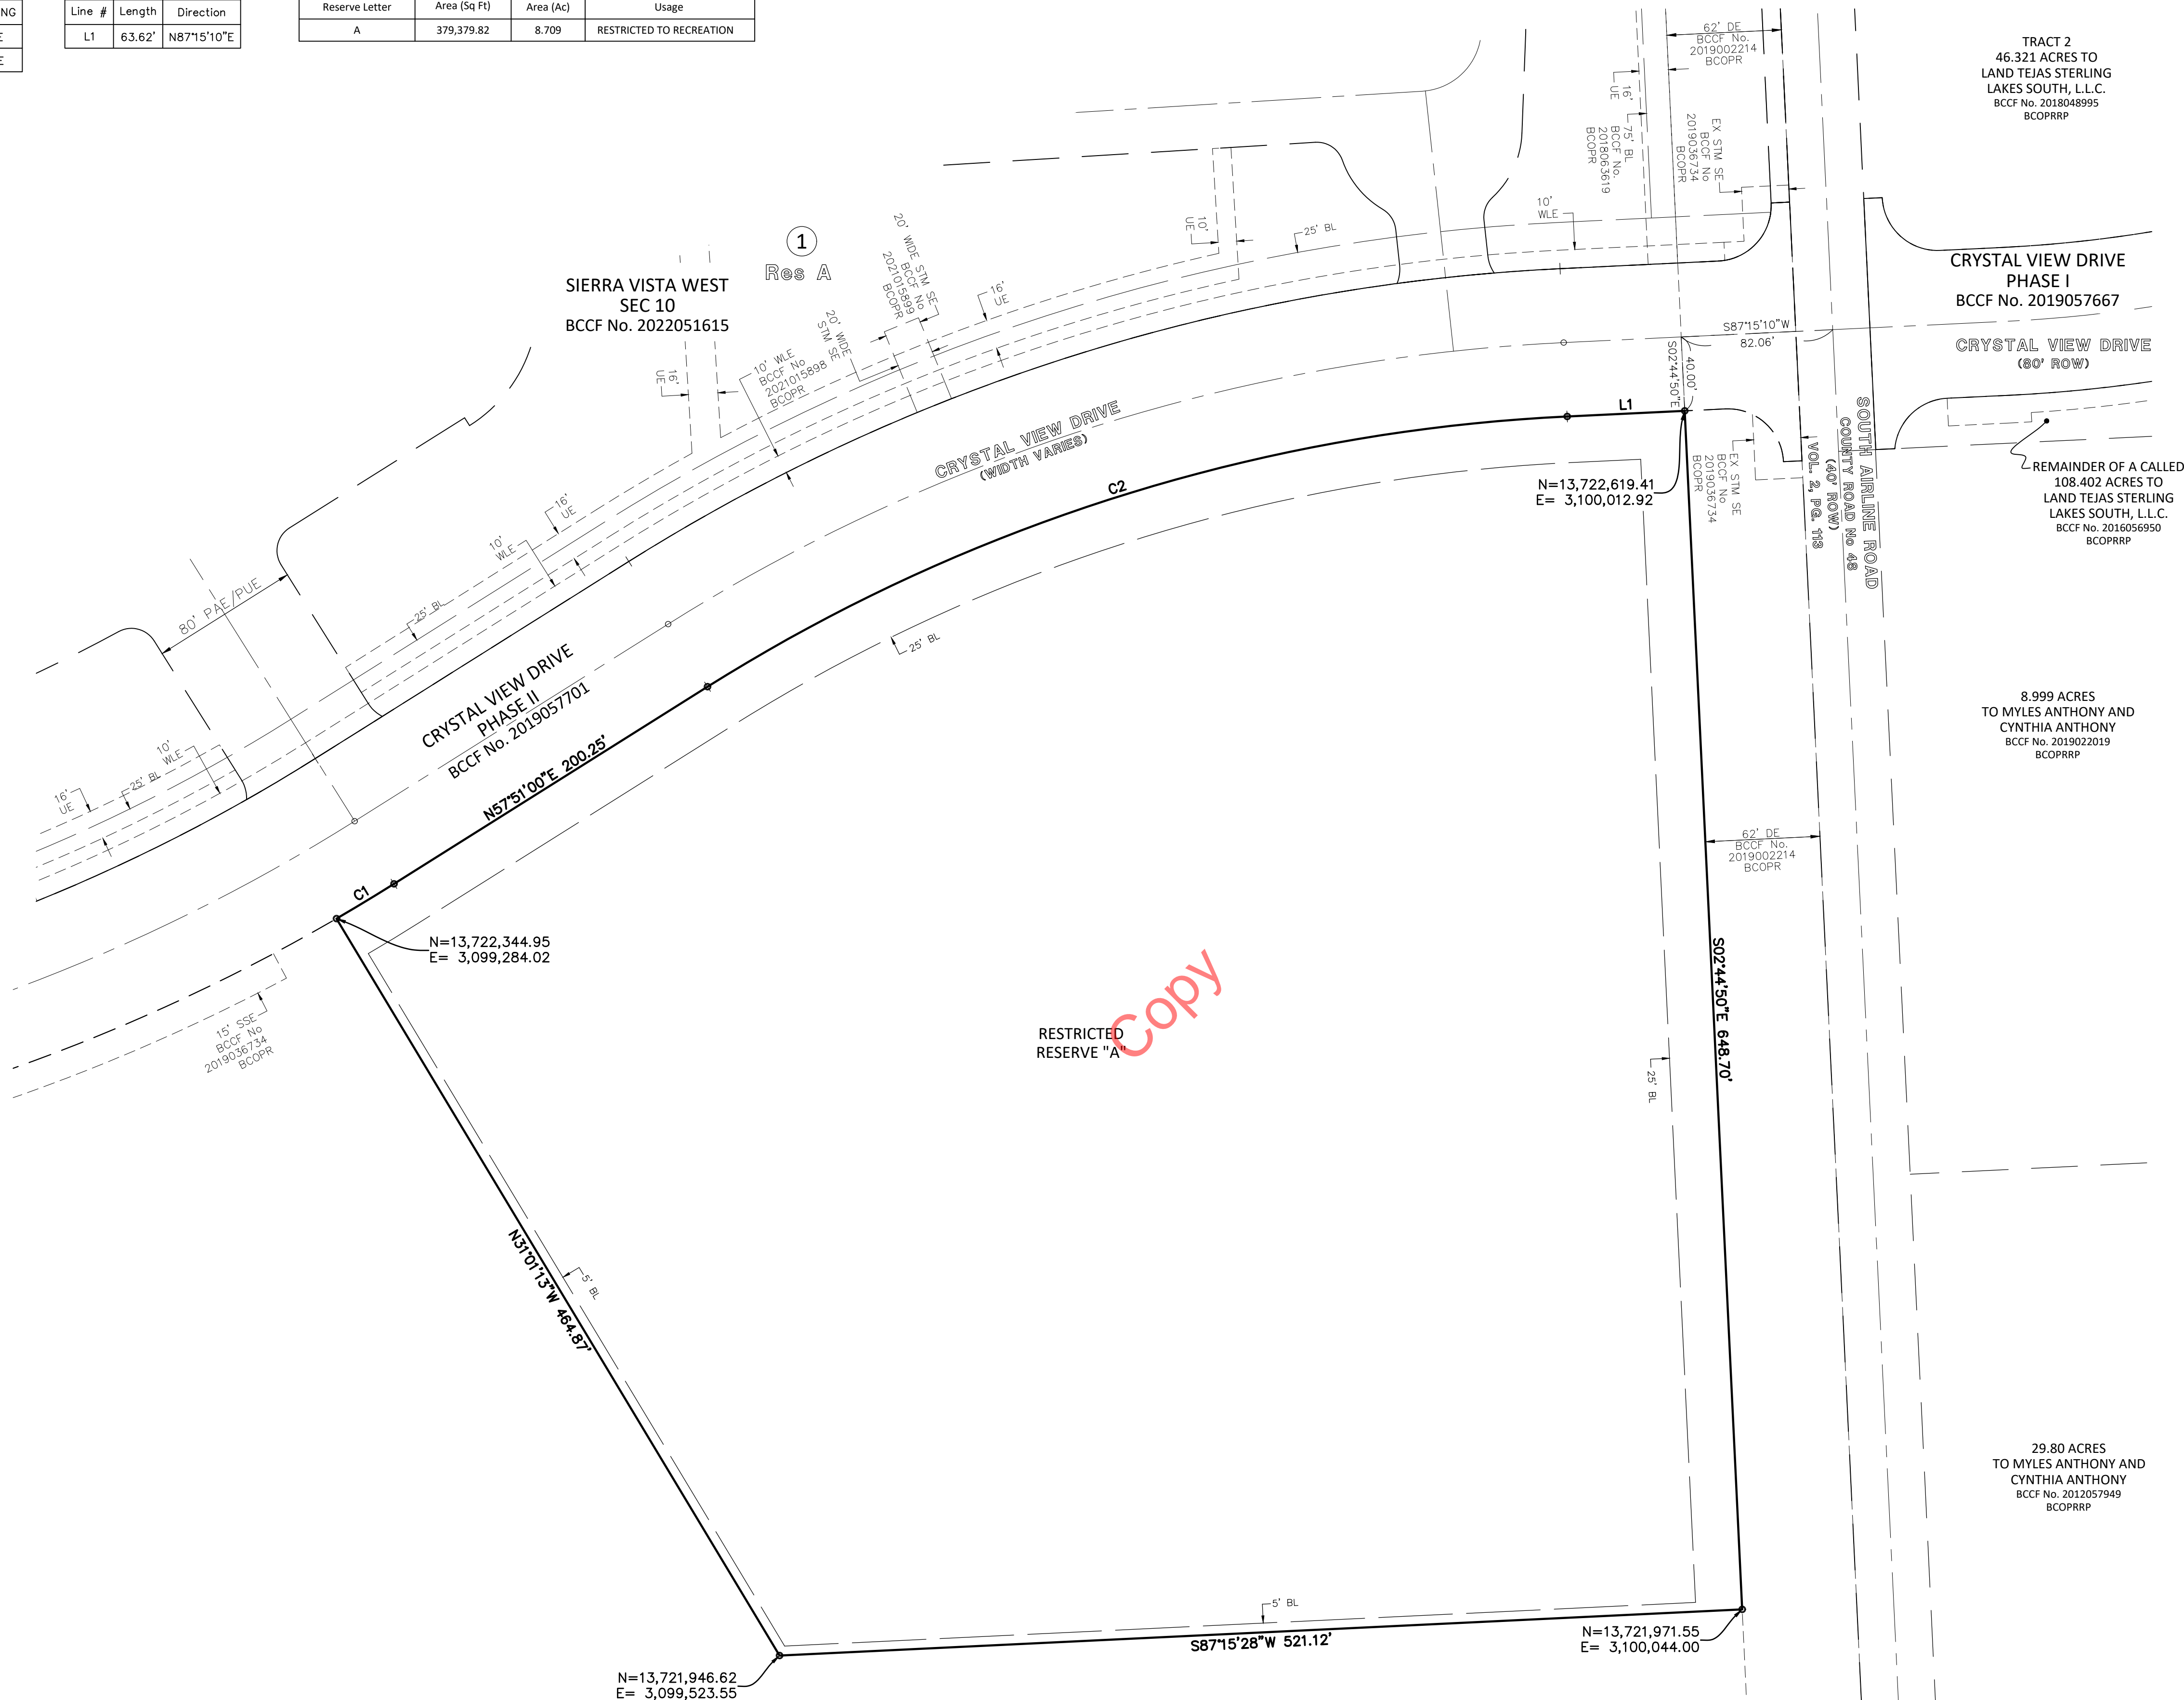 NG
E
E
Line # Length Direction
L1 63.62' N87°15'10"E
Reserve Letter Area (Sq Ft) Area (Ac) Usage
A 379,379.82 8.709 RESTRICTED TO RECREATION
62' DE
BCCF No.
2019002214
BCOPR
TRACT 2
46.321 ACRES TO
LAND TEJAS STERLING
LAKES SOUTH, L.L.C.
BCCF No. 2018048995
BCOPRRP
16'
UE
75' BL
BCCF No.
2018063619
BCOPR
EX STM SE
BCCF No
2019036734
BCOPR
1
Res A
SIERRA VISTA WEST
SEC 10
BCCF No. 2022051615
20' WIDE STM SE
BCCF No
2021015899
BCOPR
10'
UE
25' BL
10'
WLE
16'
UE
20' WIDE
STM SE
10' WLE
BCCF No
2021015898
BCOPR
16'
UE
CRYSTAL VIEW DRIVE
PHASE I
BCCF No. 2019057667
S87°15'10"W
82.06'
CRYSTAL VIEW DRIVE
(80' ROW)
S02°44'50"E
40.00'
L1
CRYSTAL VIEW DRIVE
(WIDTH VARIES)
C2
N=13,722,619.41
E= 3,100,012.92
EX STM SE
BCCF No
2019036734
BCOPR
VOL. 2, PG. 113
SOUTH AIRLINE ROAD
COUNTY ROAD No 48
(40' ROW)
REMAINDER OF A CALLED
108.402 ACRES TO
LAND TEJAS STERLING
LAKES SOUTH, L.L.C.
BCCF No. 2016056950
BCOPRRP
16'
UE
10'
WLE
80' PAE/PUE
25' BL
25' BL
CRYSTAL VIEW DRIVE
PHASE II
BCCF No. 2019057701
N57°51'00"E 200.25'
10'
WLE
25' BL
16'
UE
8.999 ACRES
TO MYLES ANTHONY AND
CYNTHIA ANTHONY
BCCF No. 2019022019
BCOPRRP
62' DE
BCCF No.
2019002214
BCOPR
C1
N=13,722,344.95
E= 3,099,284.02
15' SSE
BCCF No
2019036734
BCOPR
S02°44'50"E 648.70'
RESTRICTED
RESERVE "A"
Copy
25' BL
N31°01'13"W 464.87'
5' BL
29.80 ACRES
TO MYLES ANTHONY AND
CYNTHIA ANTHONY
BCCF No. 2012057949
BCOPRRP
5' BL
S87°15'28"W 521.12'
N=13,721,971.55
E= 3,100,044.00
N=13,721,946.62
E= 3,099,523.55